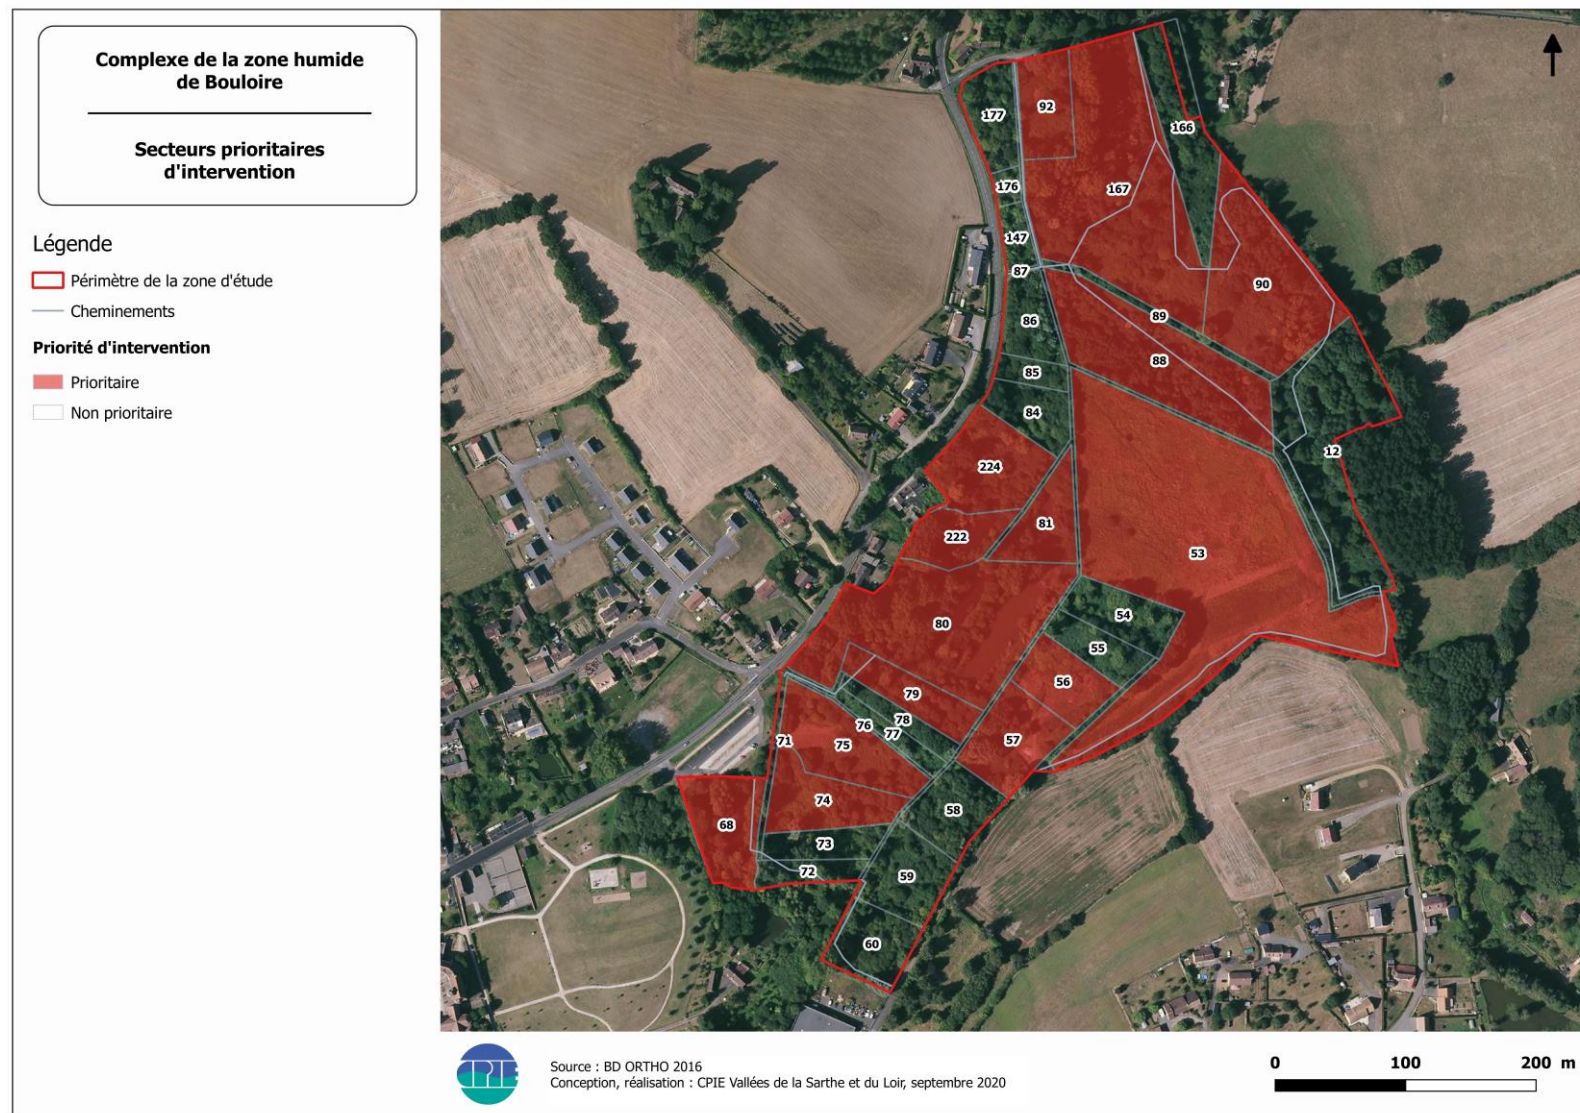 Complexe de la zone humide
de Bouloire
Secteurs prioritaires
d'intervention
Légende
Périmètre de la zone d'étude
Cheminements
Priorité d'intervention
Prioritaire
Non prioritaire
177
92
166
176
167
147
87
90
86
89
88
85
84
12
224
81
222
53
54
80
55
56
79
78
76
77
71
75
57
74
58
68
73
72
59
60
CPIE
Source : BD ORTHO 2016
Conception, réalisation : CPIE Vallées de la Sarthe et du Loir, septembre 2020
0 100 200 m